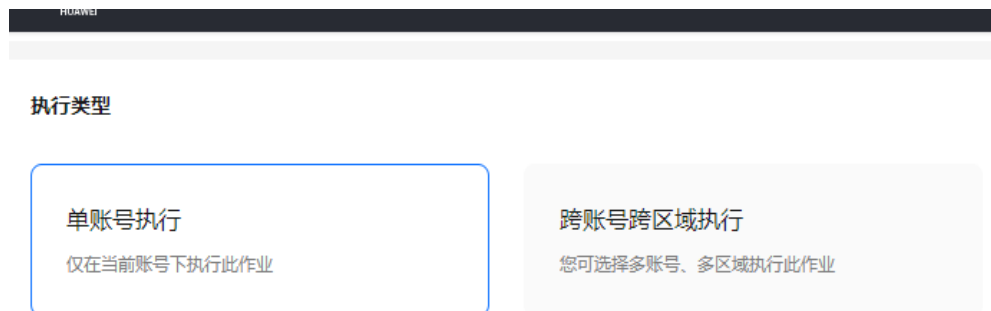 HUAWEI
执行类型
单账号执行
仅在当前账号下执行此作业
跨账号跨区域执行
您可选择多账号、多区域执行此作业